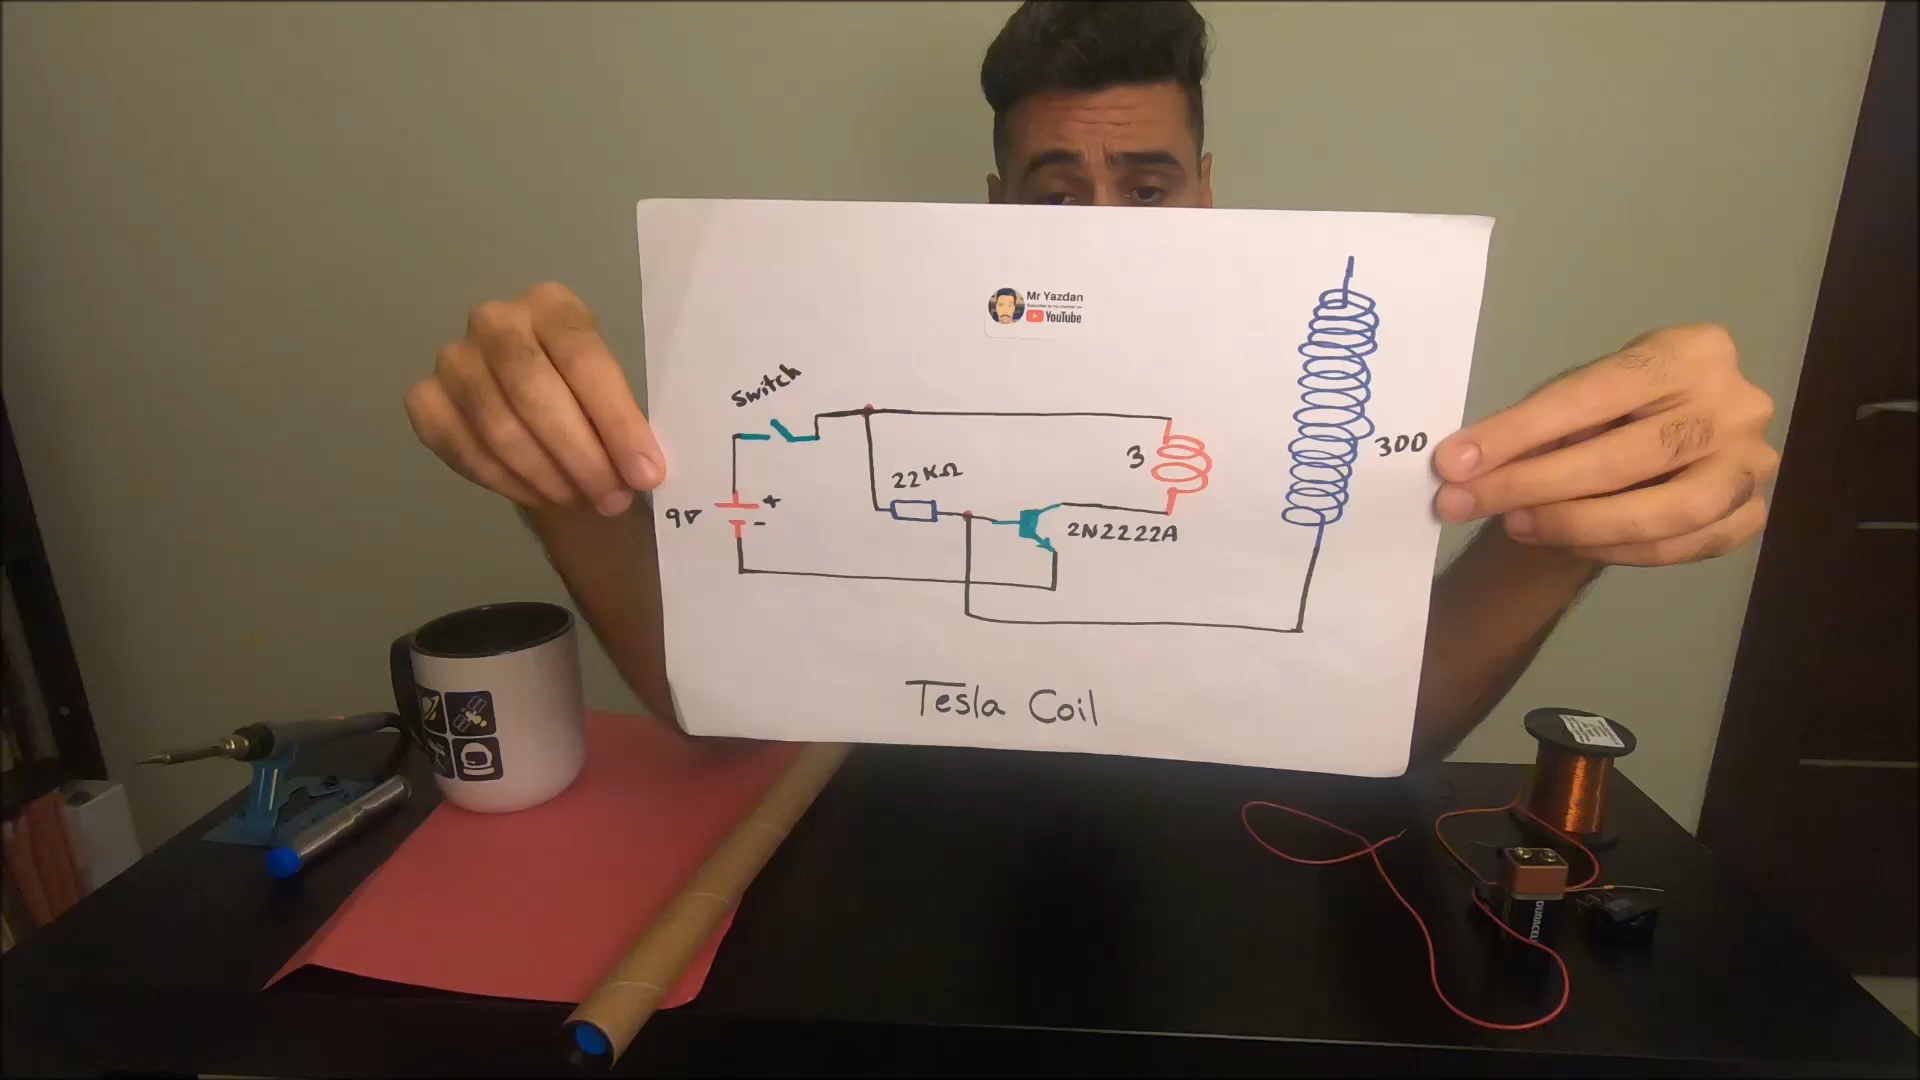 Mr Yazdan
YouTube
Switch
300
3
22KΩ
9V
+
-
2N2222A
Tesla Coil
DURACELL